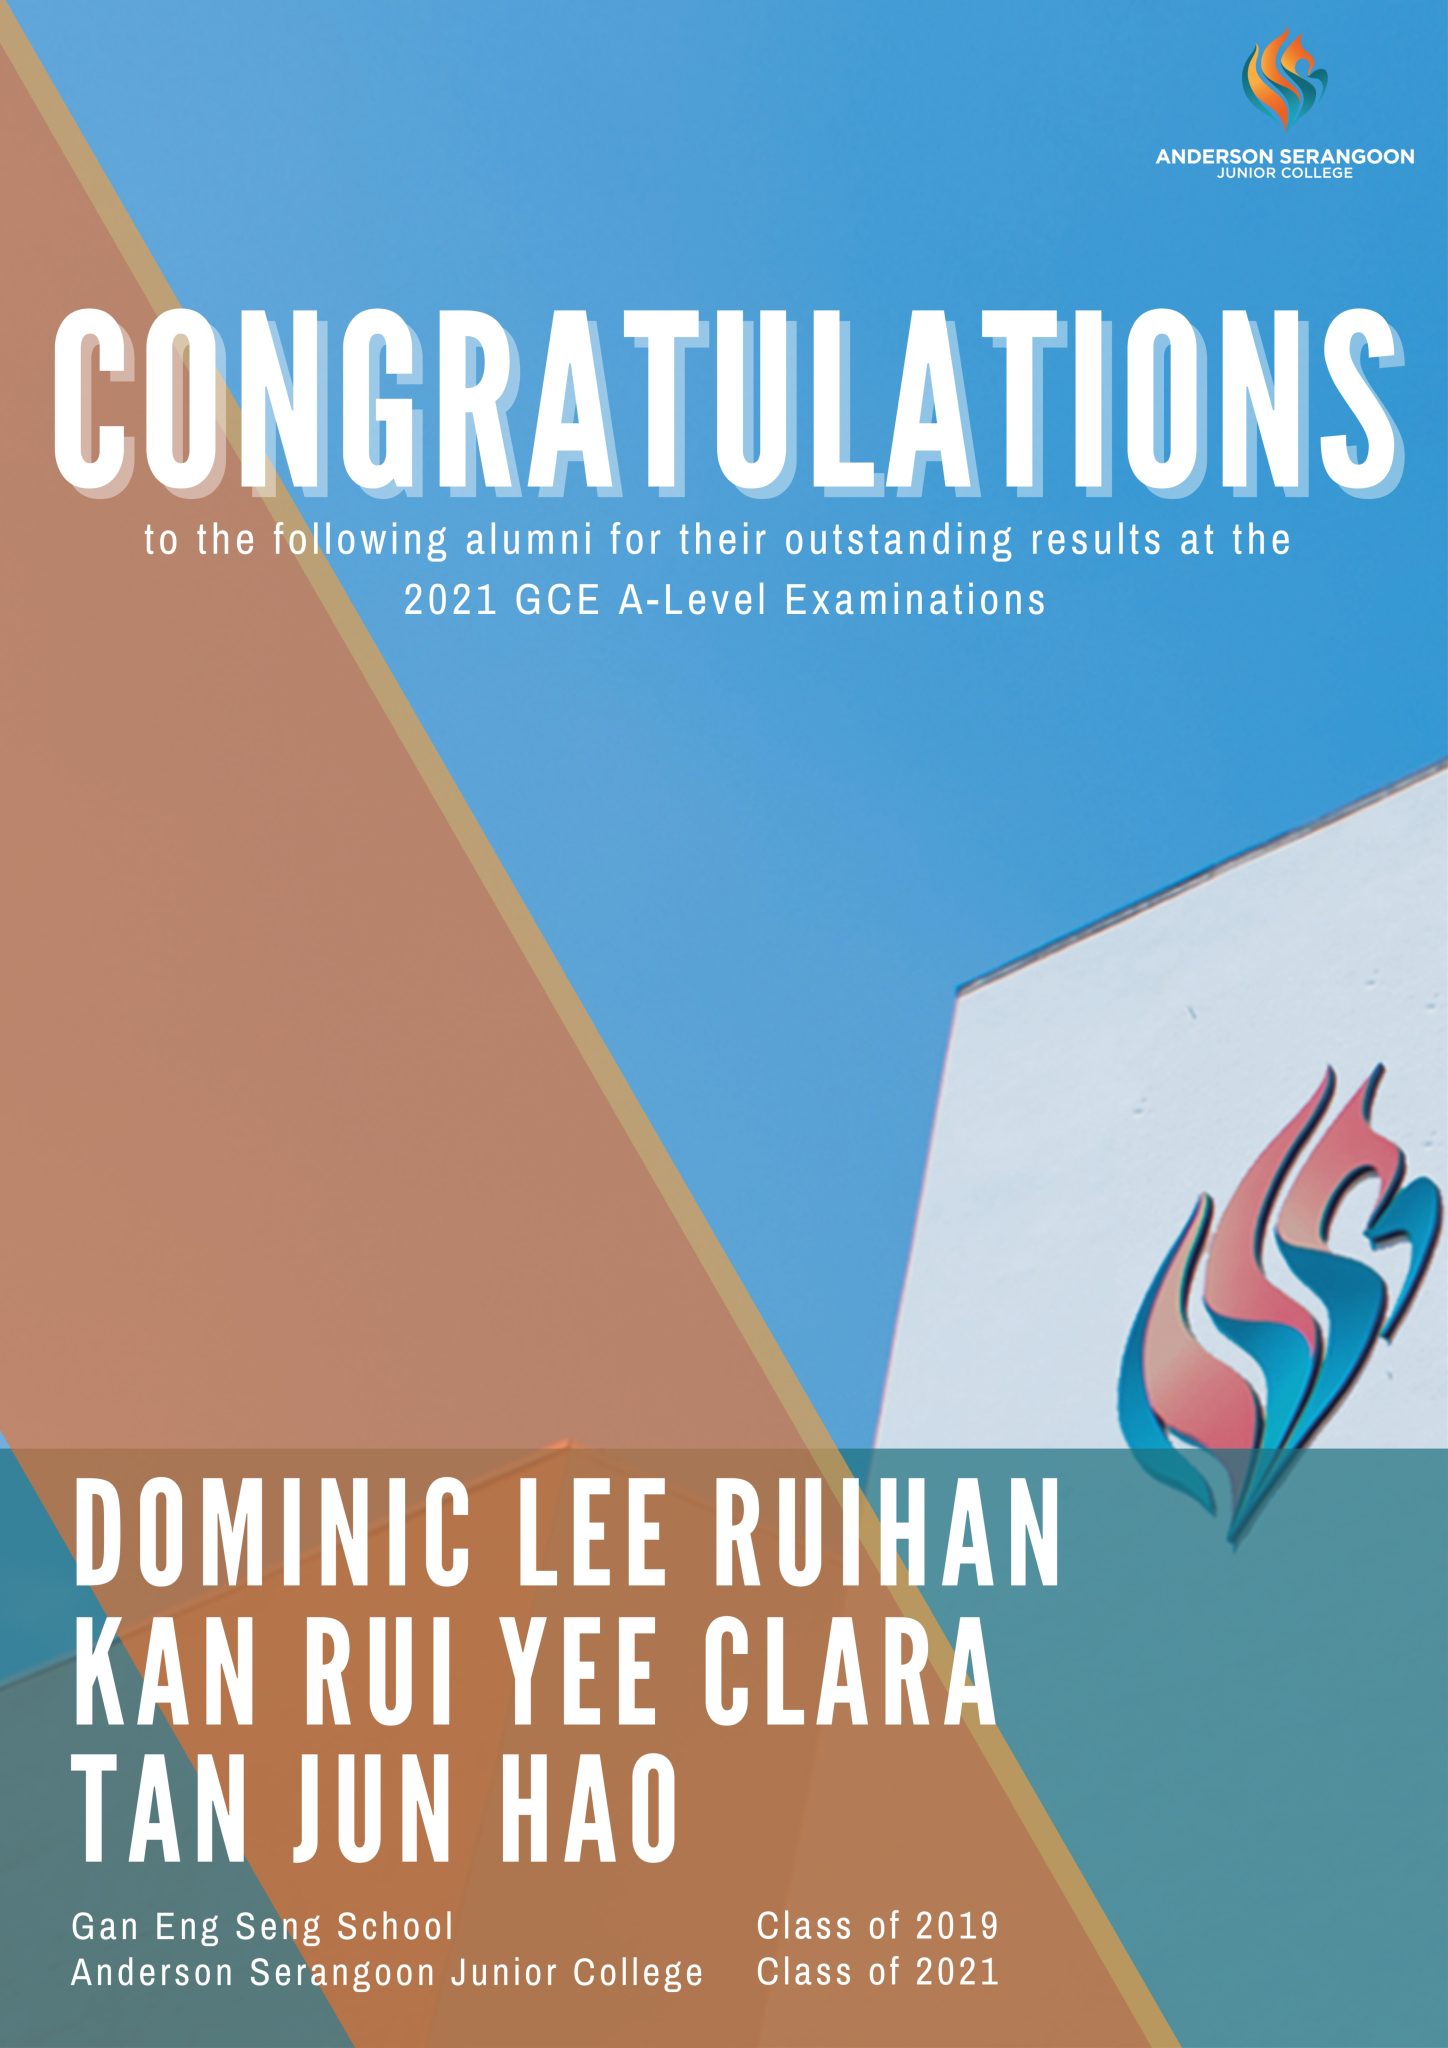 ANDERSON SERANGOON
JUNIOR COLLEGE
CONGRATULATIONS
to the following alumni for their outstanding results at the
2021 GCE A-Level Examinations
DOMINIC LEE RUIHAN
KAN RUI YEE CLARA
TAN JUN HAO
Gan Eng Seng School Class of 2019
Anderson Serangoon Junior College Class of 2021